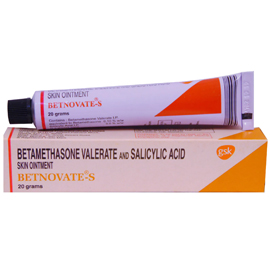 SKIN OINTMENT
BETNOVATE-S
20 grams
BETAMETHASONE VALERATE AND SALICYLIC ACID
SKIN OINTMENT
BETNOVATE-S
20 grams
gsk